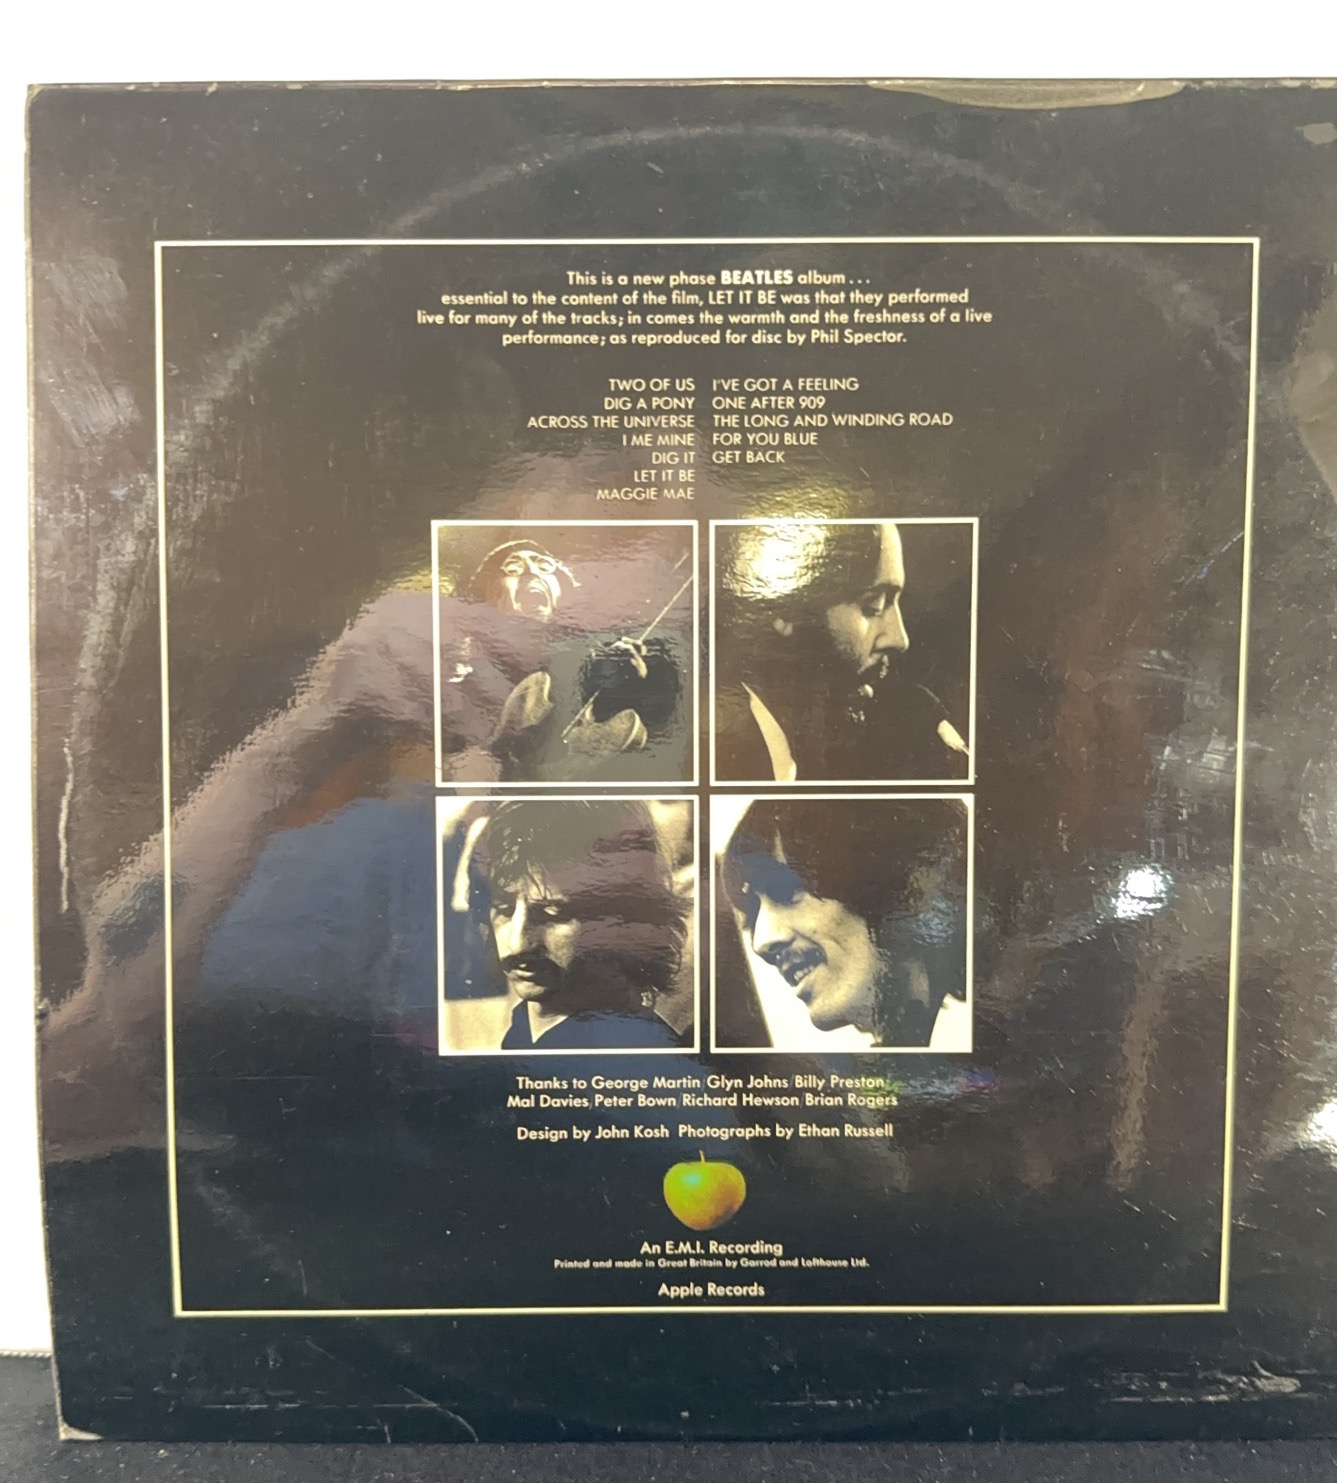 This is a new phase BEATLES album...
essential to the content of the film, LET IT BE was that they performed
live for many of the tracks; in comes the warmth and the freshness of a live
performance; as reproduced for disc by Phil Spector.
TWO OF US
DIG A PONY
ACROSS THE UNIVERSE
I ME MINE
DIG IT
LET IT BE
MAGGIE MAE
I'VE GOT A FEELING
ONE AFTER 909
THE LONG AND WINDING ROAD
FOR YOU BLUE
GET BACK
Thanks to George Martin/Glyn Johns/Billy Preston/
Mal Davies/Peter Bown/Richard Hewson/Brian Rogers
Design by John Kosh Photographs by Ethan Russell
An E.M.I. Recording
Printed and made in Great Britain by Garrod and Lofthouse Ltd.
Apple Records